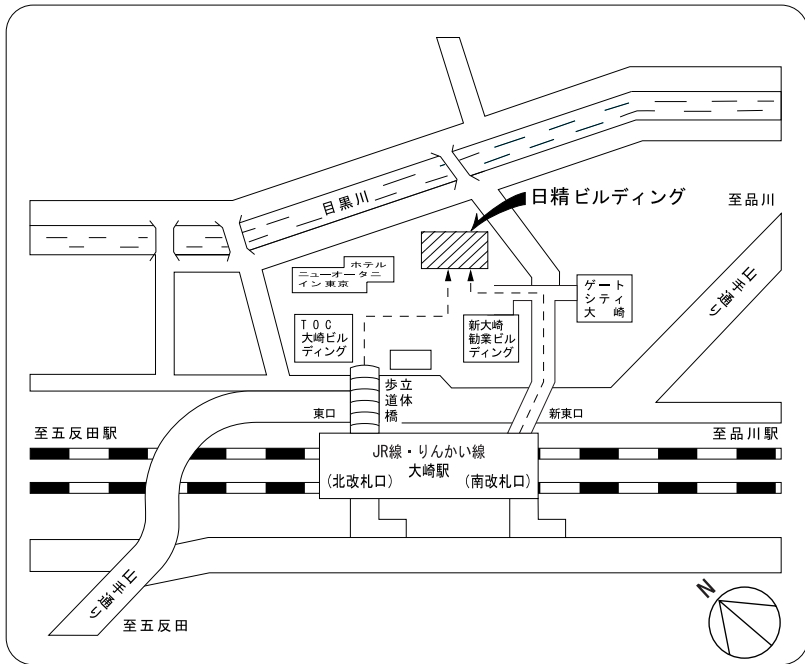 目黒川
日精ビルディング
至品川
山手通り
ホテル
ニューオータニ
イン東京
ゲート
シティ
大崎
TOC
大崎ビル
ディング
新大崎
勧業ビル
ディング
立体
歩道橋
東口
新東口
至五反田駅
至品川駅
JR線・りんかい線
大崎駅
(北改札口)
(南改札口)
山手通り
至五反田
N